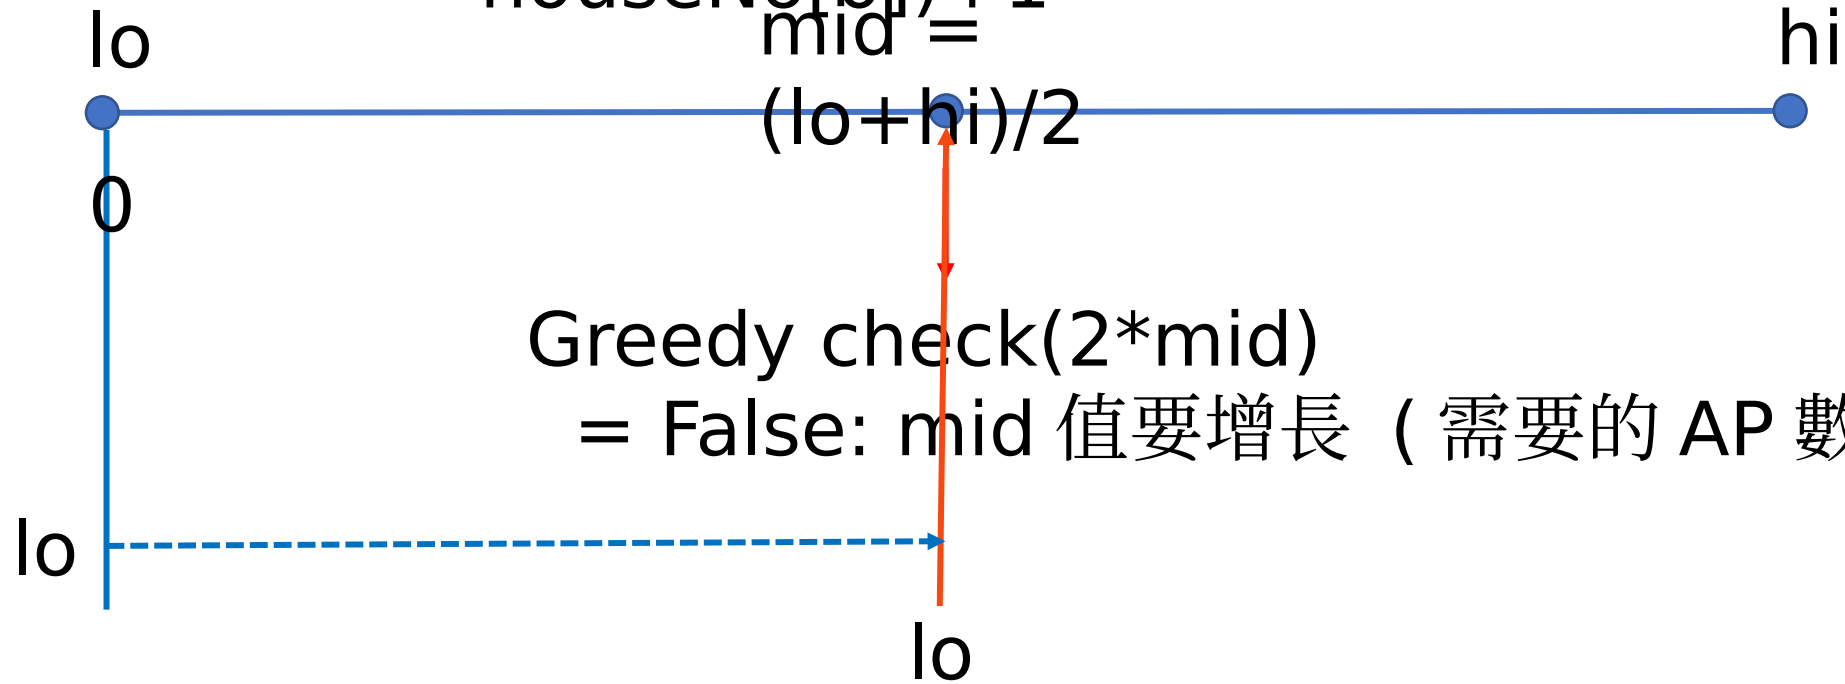 lo
mid =
hi
(lo+hi)/2
0
Greedy check(2*mid)
= False: mid 值要增長 ( 需要的 AP 數
lo
lo